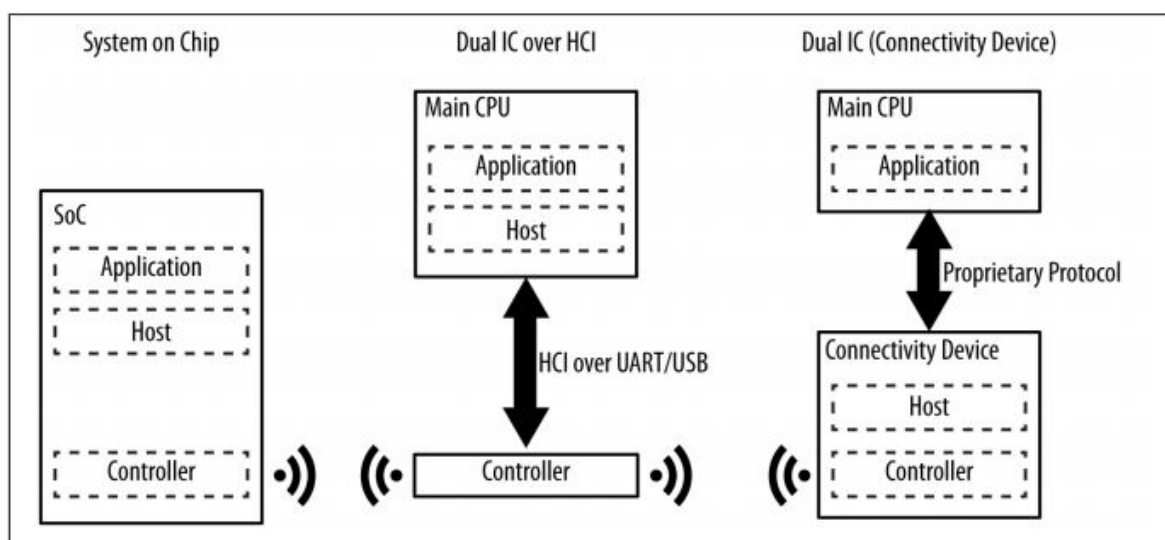 System on Chip
SoC
Application
Host
Controller
Dual IC over HCI
Main CPU
Application
Host
HCI over UART/USB
Controller
Dual IC (Connectivity Device)
Main CPU
Application
Proprietary Protocol
Connectivity Device
Host
Controller